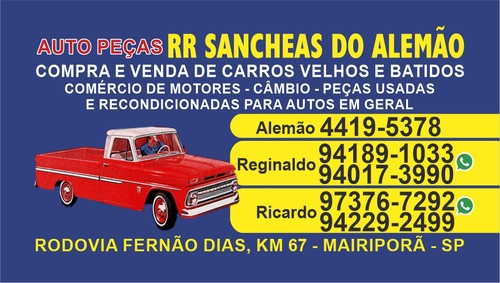 AUTO PEÇAS RR SANCHEAS DO ALEMÃO
COMPRA E VENDA DE CARROS VELHOS E BATIDOS
COMÉRCIO DE MOTORES - CÂMBIO - PEÇAS USADAS
E RECONDICIONADAS PARA AUTOS EM GERAL
Alemão 4419-5378
Reginaldo 94189-1033
94017-3990
Ricardo 97376-7292
94229-2499
RODOVIA FERNÃO DIAS, KM 67 - MAIRIPORÃ - SP